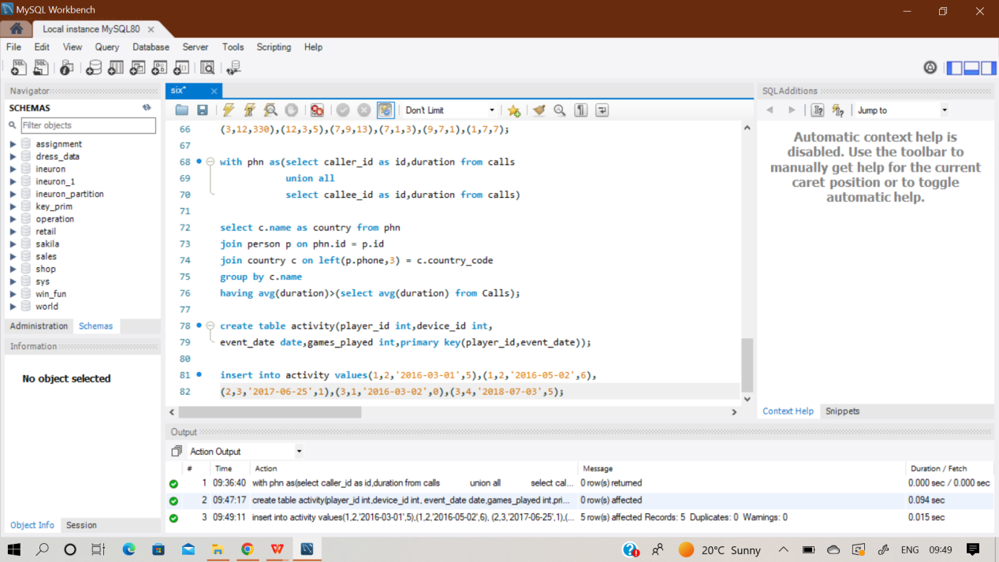 MySQL Workbench
Local instance MySQL80
File Edit View Query Database Server Tools Scripting Help
Navigator
SCHEMAS
Filter objects
assignment
dress_data
ineuron
ineuron_1
ineuron_partition
key_prim
operation
retail
sakila
sales
shop
sys
win_fun
world
Administration Schemas
Information
No object selected
Object Info Session
six*
Don't Limit
66 (3,12,330),(12,3,5),(7,9,13),(7,1,3),(9,7,1),(1,7,7);
67
68 with phn as(select caller_id as id,duration from calls
69 union all
70 select callee_id as id,duration from calls)
71
72 select c.name as country from phn
73 join person p on phn.id = p.id
74 join country c on left(p.phone,3) = c.country_code
75 group by c.name
76 having avg(duration)>(select avg(duration) from Calls);
77
78 create table activity(player_id int,device_id int,
79 event_date date,games_played int,primary key(player_id,event_date));
80
81 insert into activity values(1,2,'2016-03-01',5),(1,2,'2016-05-02',6),
82 (2,3,'2017-06-25',1),(3,1,'2016-03-02',0),(3,4,'2018-07-03',5);
SQLAdditions
Jump to
Automatic context help is
disabled. Use the toolbar to
manually get help for the current
caret position or to toggle
automatic help.
Context Help Snippets
Output
Action Output
# Time Action Message Duration / Fetch
1 09:36:40 with phn as(select caller_id as id,duration from calls union all select cal... 0 row(s) returned 0.000 sec / 0.000 sec
2 09:47:17 create table activity(player_id int,device_id int, event_date date,games_played int,pri... 0 row(s) affected 0.094 sec
3 09:49:11 insert into activity values(1,2,'2016-03-01',5),(1,2,'2016-05-02',6), (2,3,'2017-06-25',1),(... 5 row(s) affected Records: 5 Duplicates: 0 Warnings: 0 0.015 sec
20°C Sunny ENG 09:49